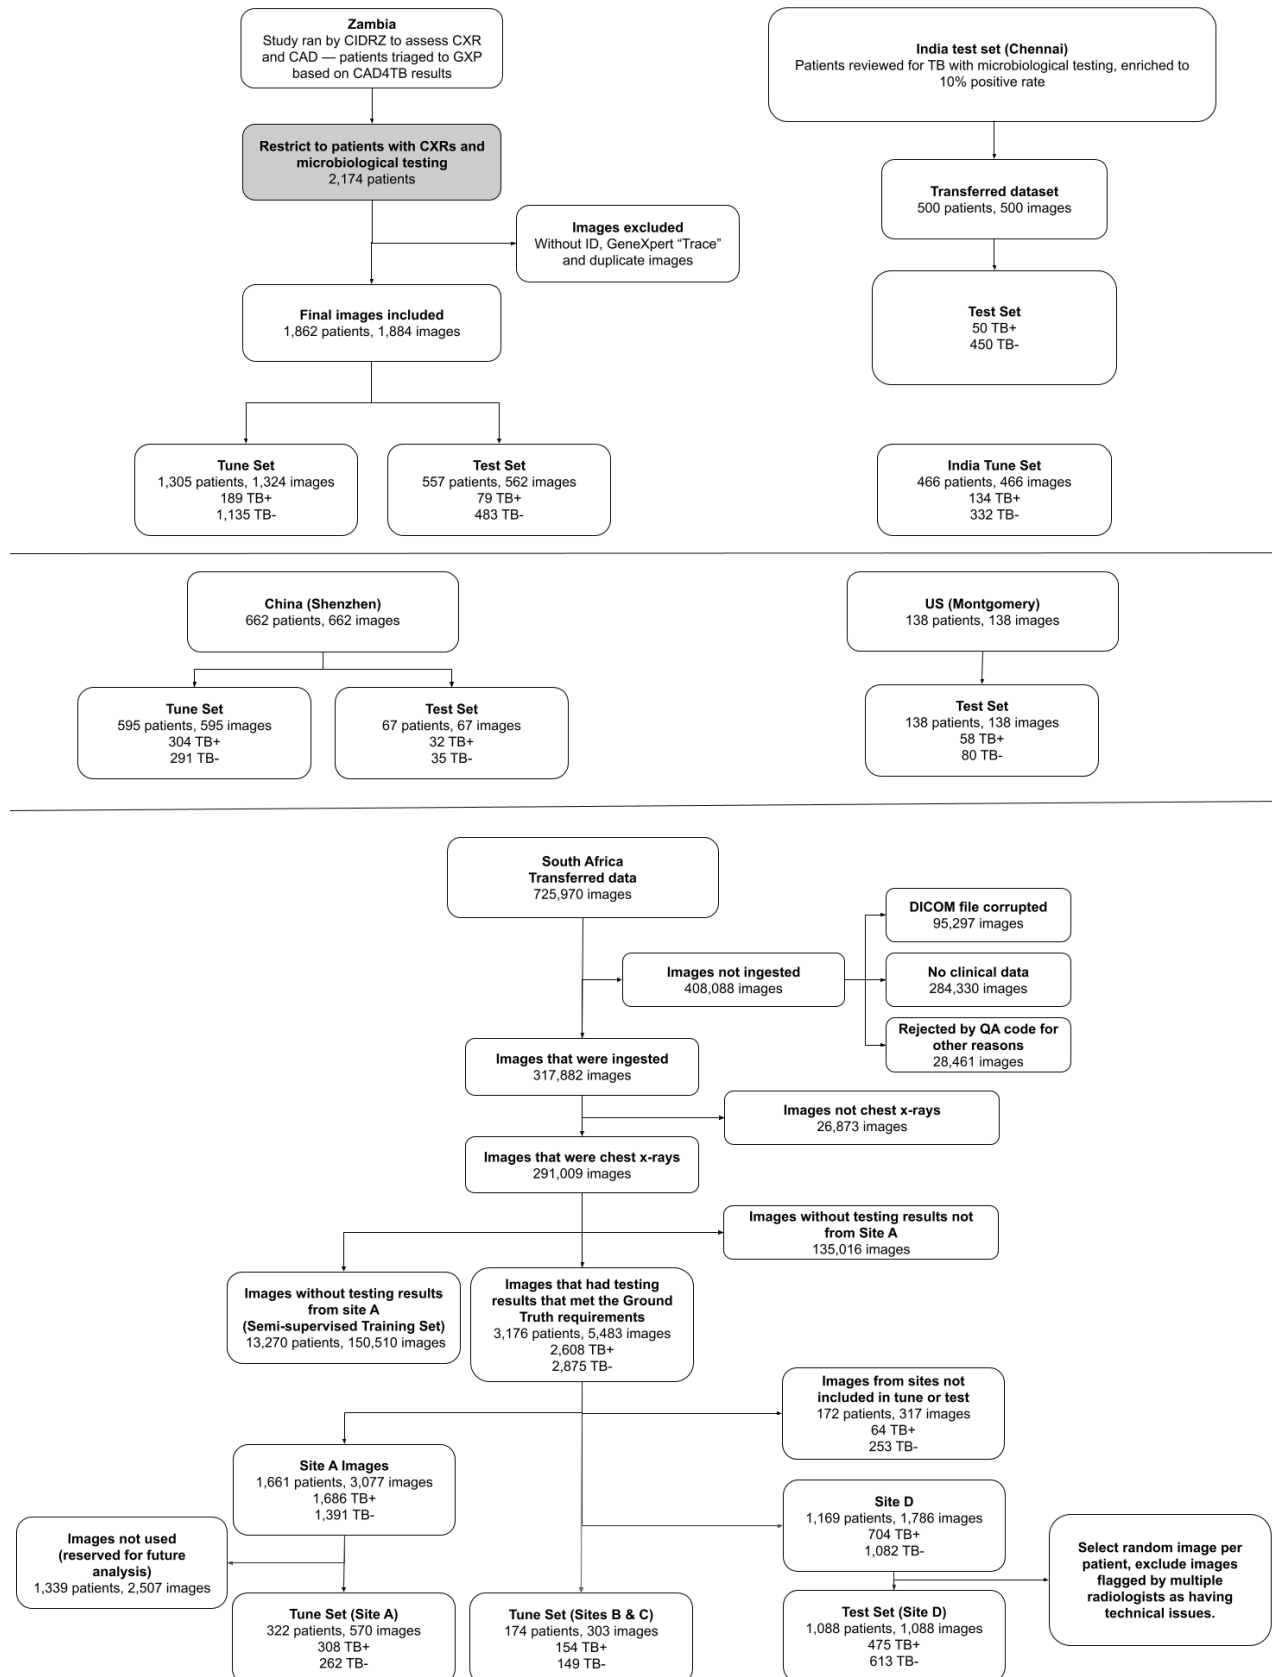 Zambia
Study ran by CIDRZ to assess CXR
and CAD — patients triaged to GXP
based on CAD4TB results
Restrict to patients with CXRs and
microbiological testing
2,174 patients
Images excluded
Without ID, GeneXpert “Trace”
and duplicate images
Final images included
1,862 patients, 1,884 images
Tune Set
1,305 patients, 1,324 images
189 TB+
1,135 TB-
Test Set
557 patients, 562 images
79 TB+
483 TB-
India test set (Chennai)
Patients reviewed for TB with microbiological testing, enriched to
10% positive rate
Transferred dataset
500 patients, 500 images
Test Set
50 TB+
450 TB-
India Tune Set
466 patients, 466 images
134 TB+
332 TB-
China (Shenzhen)
662 patients, 662 images
Tune Set
595 patients, 595 images
304 TB+
291 TB-
Test Set
67 patients, 67 images
32 TB+
35 TB-
US (Montgomery)
138 patients, 138 images
Test Set
138 patients, 138 images
58 TB+
80 TB-
South Africa
Transferred data
725,970 images
Images not ingested
408,088 images
DICOM file corrupted
95,297 images
No clinical data
284,330 images
Rejected by QA code for
other reasons
28,461 images
Images that were ingested
317,882 images
Images not chest x-rays
26,873 images
Images that were chest x-rays
291,009 images
Images without testing results not
from Site A
135,016 images
Images without testing results
from site A
(Semi-supervised Training Set)
13,270 patients, 150,510 images
Images that had testing
results that met the Ground
Truth requirements
3,176 patients, 5,483 images
2,608 TB+
2,875 TB-
Images from sites not
included in tune or test
172 patients, 317 images
64 TB+
253 TB-
Site A Images
1,661 patients, 3,077 images
1,686 TB+
1,391 TB-
Site D
1,169 patients, 1,786 images
704 TB+
1,082 TB-
Images not used
(reserved for future
analysis)
1,339 patients, 2,507 images
Select random image per
patient, exclude images
flagged by multiple
radiologists as having
technical issues.
Tune Set (Site A)
322 patients, 570 images
308 TB+
262 TB-
Tune Set (Sites B & C)
174 patients, 303 images
154 TB+
149 TB-
Test Set (Site D)
1,088 patients, 1,088 images
475 TB+
613 TB-